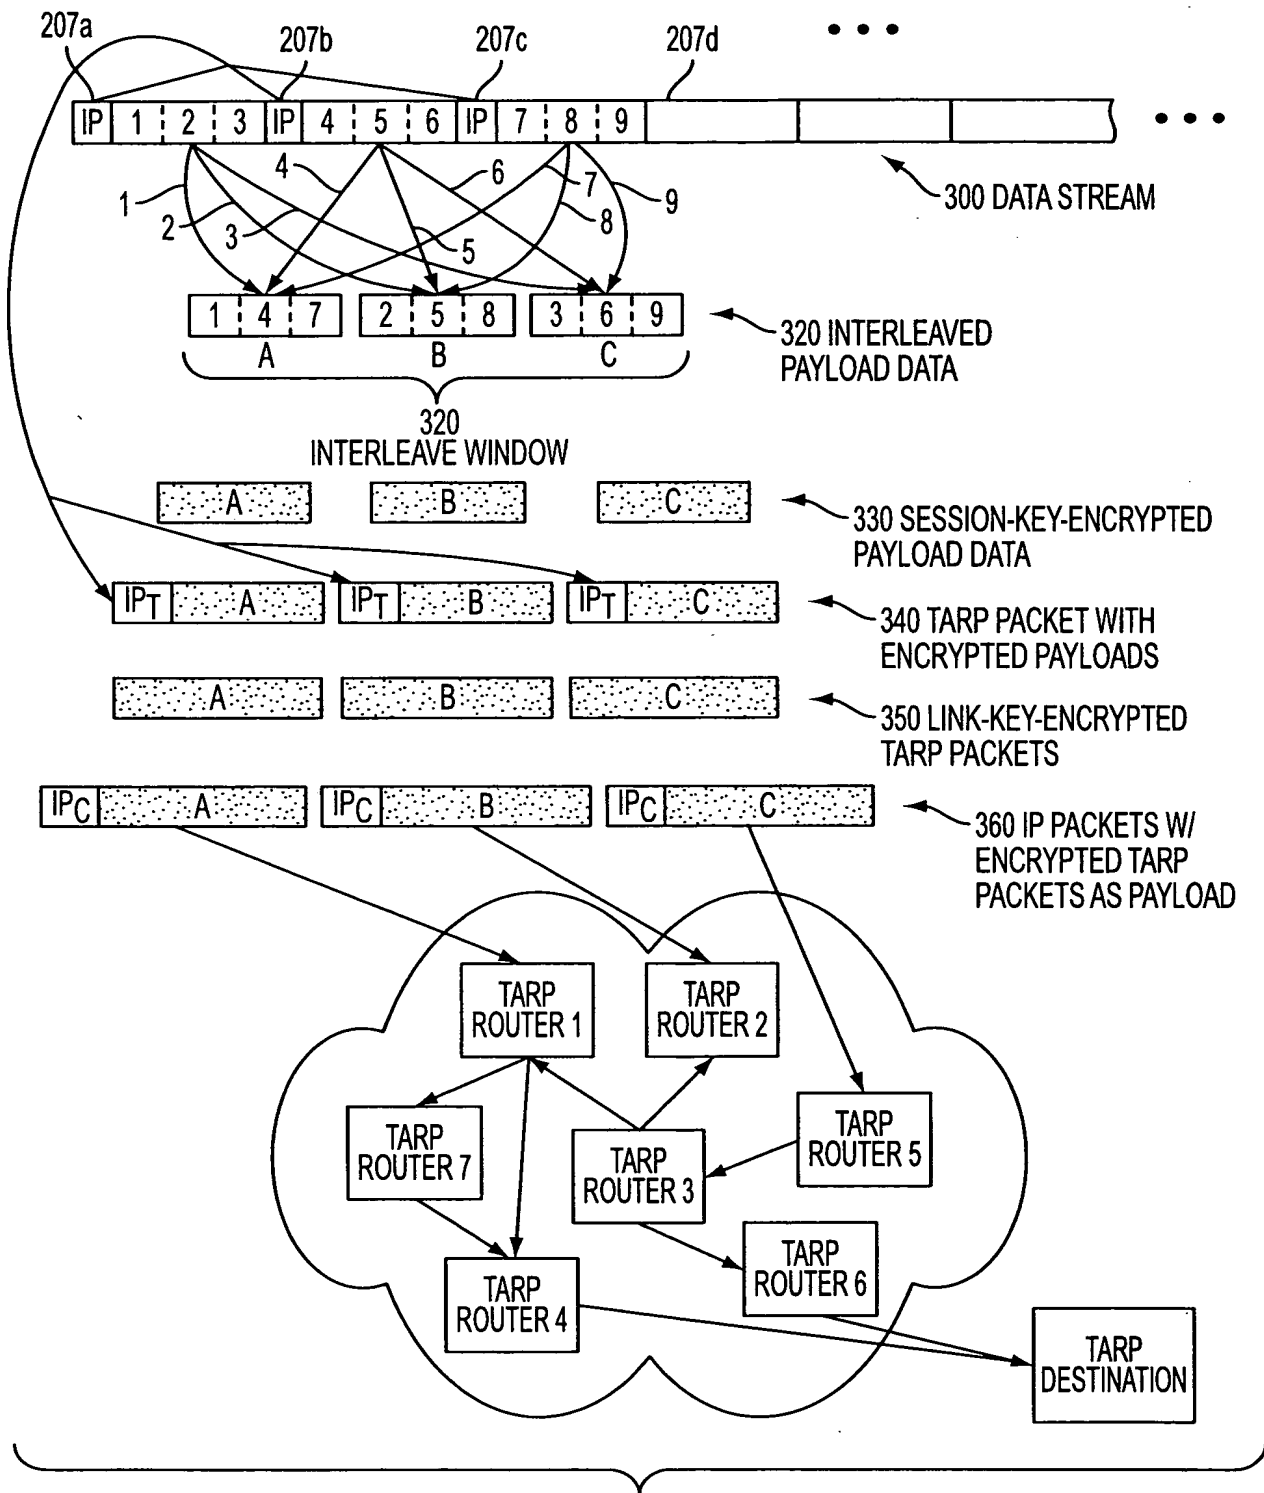 207a
207b
207c
207d
IP 1 2 3 IP 4 5 6 IP 7 8 9
300 DATA STREAM
1 2 3 4 5 6 7 8 9
1 4 7
2 5 8
3 6 9
A
B
C
320 INTERLEAVED
PAYLOAD DATA
320
INTERLEAVE WINDOW
A B C
330 SESSION-KEY-ENCRYPTED
PAYLOAD DATA
IPT A IPT B IPT C
340 TARP PACKET WITH
ENCRYPTED PAYLOADS
A B C
350 LINK-KEY-ENCRYPTED
TARP PACKETS
IPC A IPC B IPC C
360 IP PACKETS W/
ENCRYPTED TARP
PACKETS AS PAYLOAD
TARP
ROUTER 1
TARP
ROUTER 2
TARP
ROUTER 7
TARP
ROUTER 3
TARP
ROUTER 5
TARP
ROUTER 4
TARP
ROUTER 6
TARP
DESTINATION